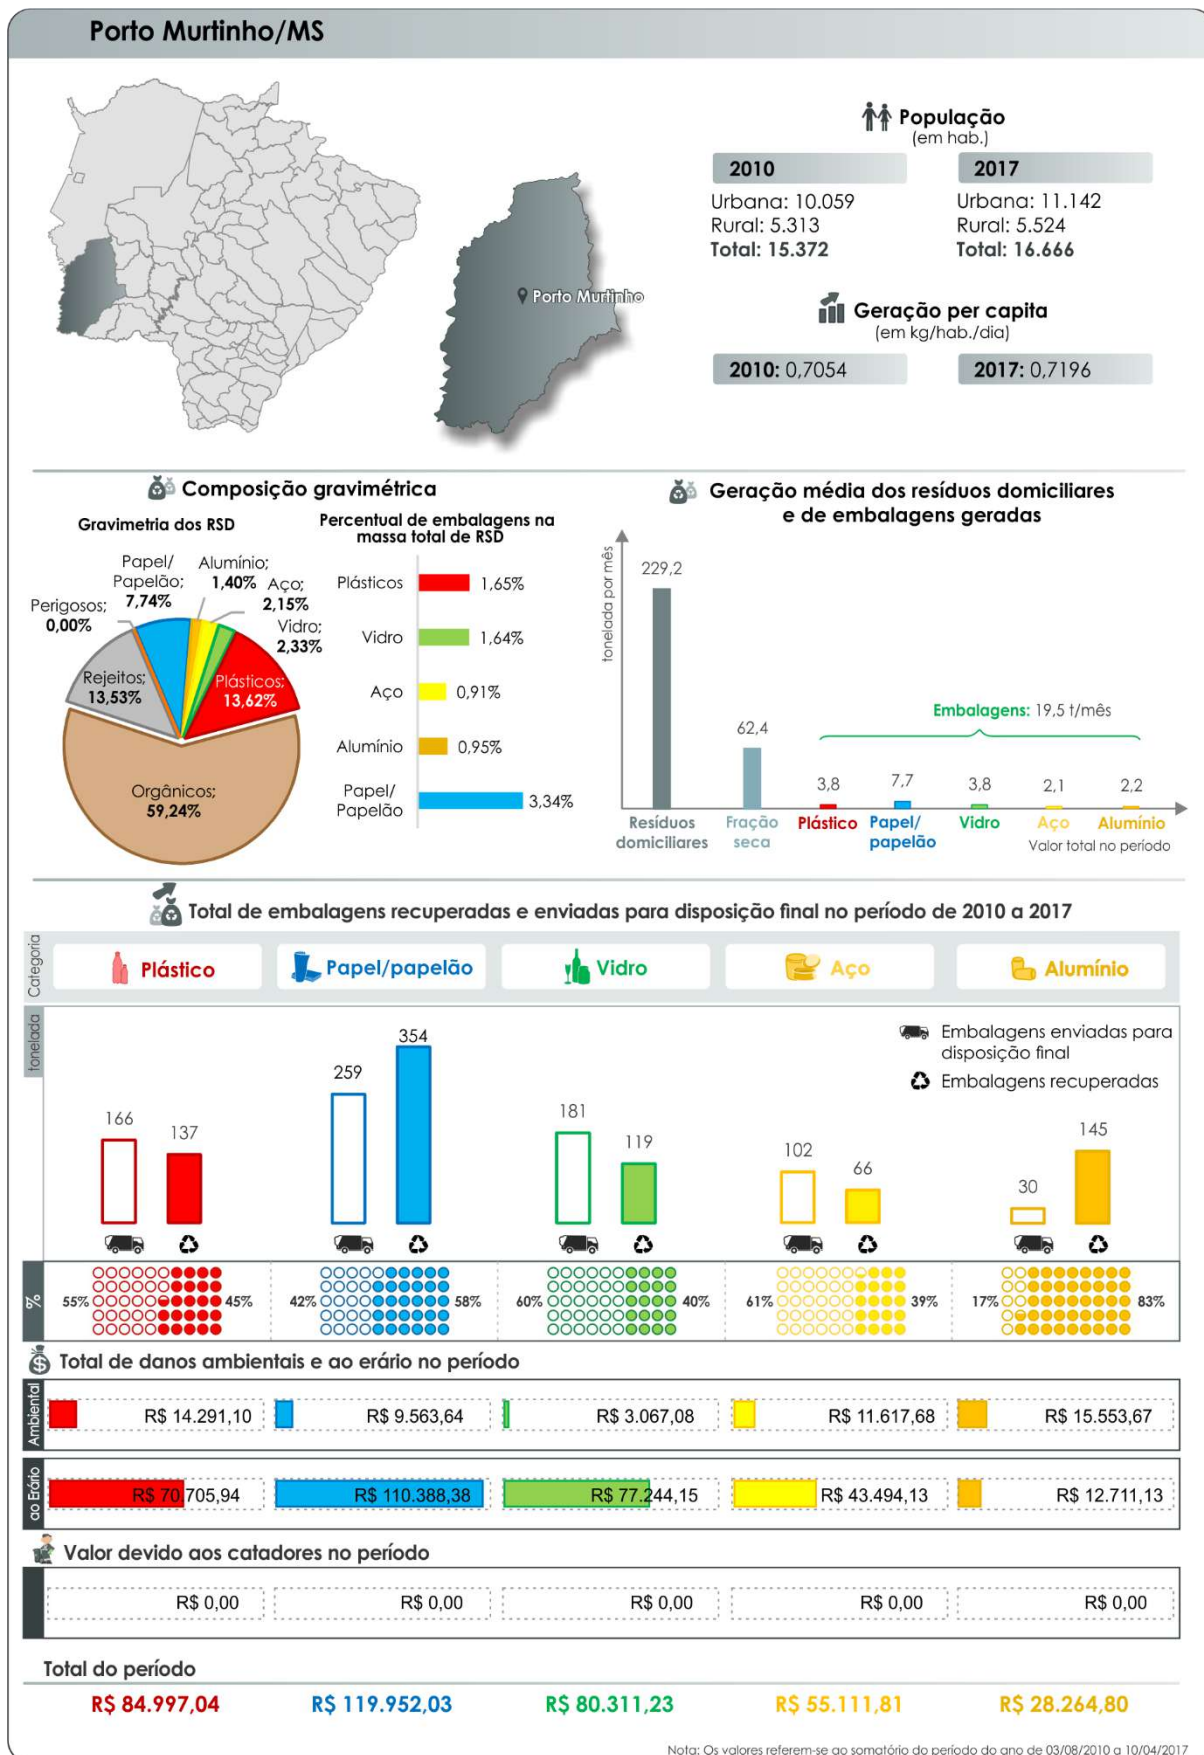 Porto Murtinho/MS
População
(em hab.)
2010
2017
Urbana: 10.059
Rural: 5.313
Total: 15.372
Urbana: 11.142
Rural: 5.524
Total: 16.666
Porto Murtinho
Geração per capita
(em kg/hab./dia)
2010: 0,7054
2017: 0,7196
Composição gravimétrica
Gravimetria dos RSD
Papel/
Papelão;
7,74%
Alumínio;
1,40%
Aço;
2,15%
Vidro;
2,33%
Perigosos;
0,00%
Rejeitos;
13,53%
Plásticos;
13,62%
Orgânicos;
59,24%
Percentual de embalagens na
massa total de RSD
Plásticos
1,65%
Vidro
1,64%
Aço
0,91%
Alumínio
0,95%
Papel/
Papelão
3,34%
Geração média dos resíduos domiciliares
e de embalagens geradas
tonelada por mês
229,2
62,4
Embalagens: 19,5 t/mês
3,8
7,7
3,8
2,1
2,2
Resíduos
domiciliares
Fração
seca
Plástico
Papel/
papelão
Vidro
Aço
Alumínio
Valor total no período
Total de embalagens recuperadas e enviadas para disposição final no período de 2010 a 2017
Categoria
Plástico
Papel/papelão
Vidro
Aço
Alumínio
tonelada
Embalagens enviadas para
disposição final
Embalagens recuperadas
166
137
259
354
181
119
102
66
30
145
%
55%
45%
42%
58%
60%
40%
61%
39%
17%
83%
Total de danos ambientais e ao erário no período
Ambiental
R$ 14.291,10
R$ 9.563,64
R$ 3.067,08
R$ 11.617,68
R$ 15.553,67
ao Erário
R$ 70.705,94
R$ 110.388,38
R$ 77.244,15
R$ 43.494,13
R$ 12.711,13
Valor devido aos catadores no período
R$ 0,00
R$ 0,00
R$ 0,00
R$ 0,00
R$ 0,00
Total do período
R$ 84.997,04
R$ 119.952,03
R$ 80.311,23
R$ 55.111,81
R$ 28.264,80
Nota: Os valores referem-se ao somatório do período do ano de 03/08/2010 a 10/04/2017